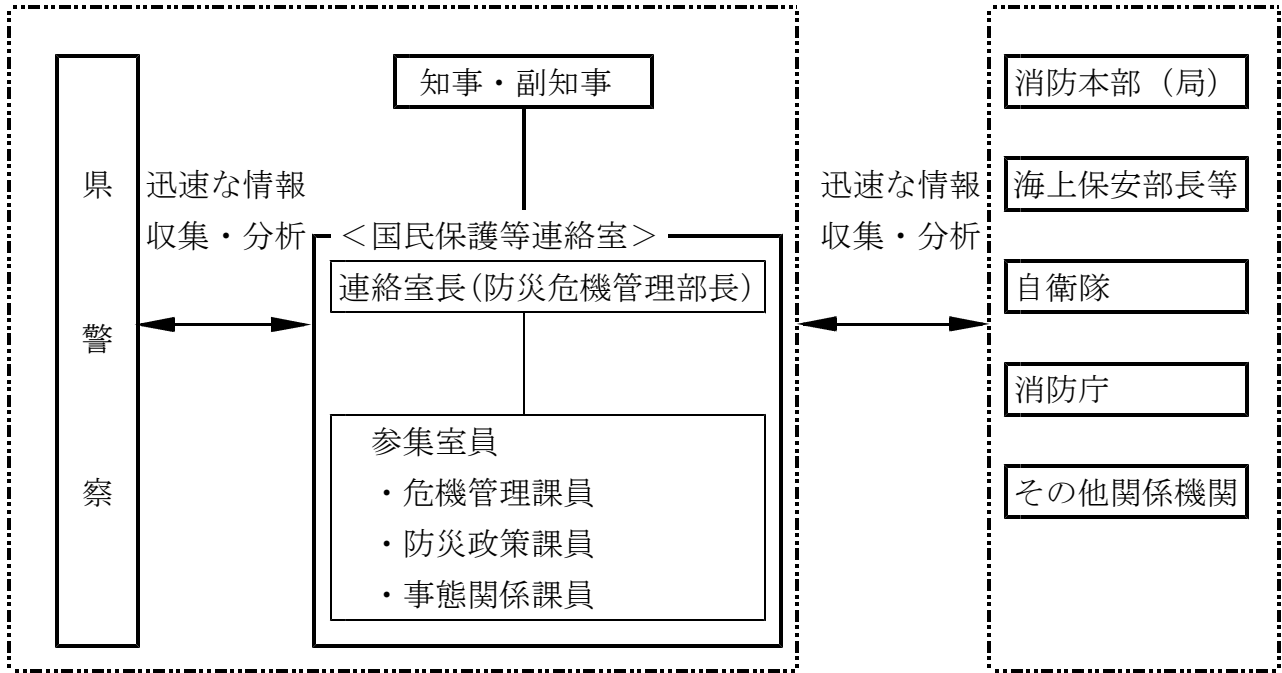 知事・副知事
県警察
迅速な情報
収集・分析
＜国民保護等連絡室＞
連絡室長(防災危機管理部長)
参集室員
・危機管理課員
・防災政策課員
・事態関係課員
迅速な情報
収集・分析
消防本部（局）
海上保安部長等
自衛隊
消防庁
その他関係機関